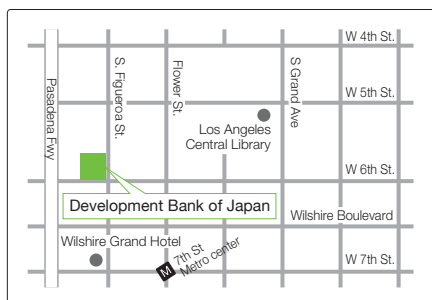 W 4th St.
Pasadena Fwy
S. Figueroa St.
Flower St.
S Grand Ave
W 5th St.
Los Angeles
Central Library
W 6th St.
Development Bank of Japan
Wilshire Boulevard
Wilshire Grand Hotel
M
7th St
Metro center
W 7th St.